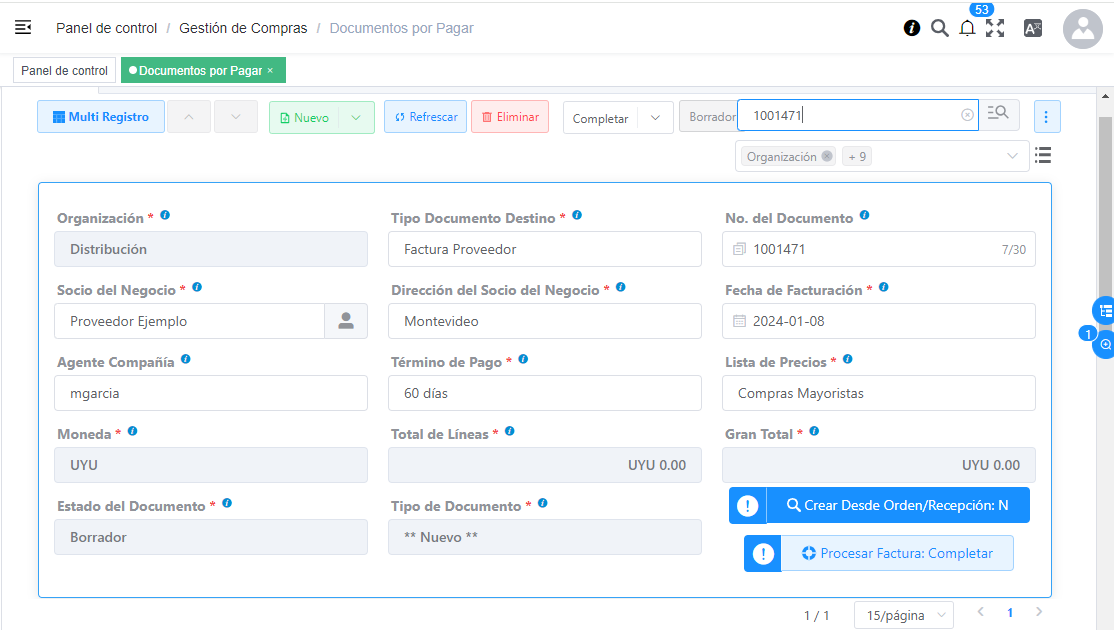 Panel de control / Gestión de Compras / Documentos por Pagar
53
Panel de control
Documentos por Pagar ×
Multi Registro
Nuevo
Refrescar
Eliminar
Completar
Borrador
1001471
Organización
+ 9
Organización *
Distribución
Tipo Documento Destino *
Factura Proveedor
No. del Documento
1001471 7/30
Socio del Negocio *
Proveedor Ejemplo
Dirección del Socio del Negocio *
Montevideo
Fecha de Facturación *
2024-01-08
1
Agente Compañía
mgarcia
Término de Pago *
60 días
Lista de Precios *
Compras Mayoristas
Moneda *
UYU
Total de Líneas *
UYU 0.00
Gran Total *
UYU 0.00
Estado del Documento *
Borrador
Tipo de Documento *
** Nuevo **
! Crear Desde Orden/Recepción: N
! Procesar Factura: Completar
1 / 1
15/página
1